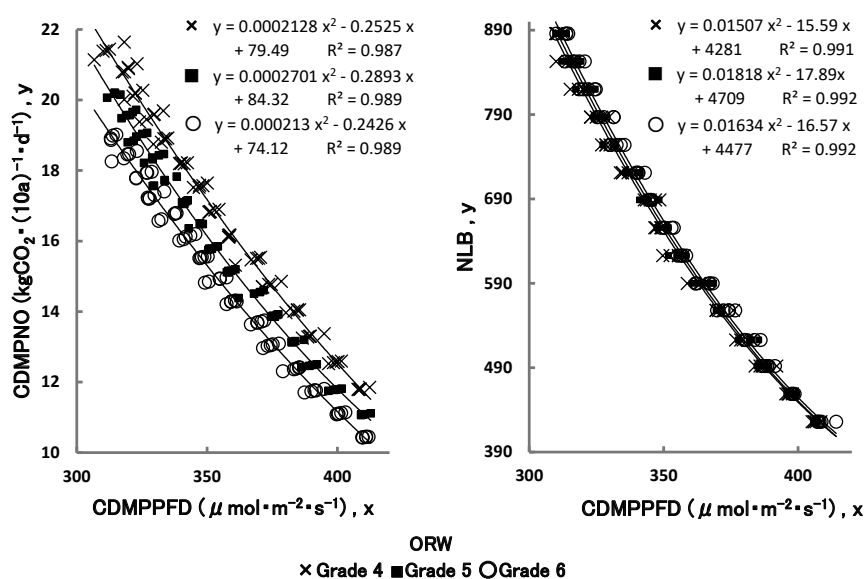 22
20
18
16
14
12
10
CDMPNO (kgCO₂・(10a)⁻¹・d⁻¹) , y
× y = 0.0002128 x² - 0.2525 x
+ 79.49 R² = 0.987
■ y = 0.0002701 x² - 0.2893 x
+ 84.32 R² = 0.989
○ y = 0.000213 x² - 0.2426 x
+ 74.12 R² = 0.989
300 350 400
CDMPPFD ( μ mol・m⁻²・s⁻¹) , x
890
790
690
590
490
390
NLB , y
× y = 0.01507 x² - 15.59 x
+ 4281 R² = 0.991
■ y = 0.01818 x² - 17.89 x
+ 4709 R² = 0.992
○ y = 0.01634 x² - 16.57 x
+ 4477 R² = 0.992
300 350 400
CDMPPFD ( μ mol・m⁻²・s⁻¹) , x
ORW
× Grade 4 ■ Grade 5 ○ Grade 6